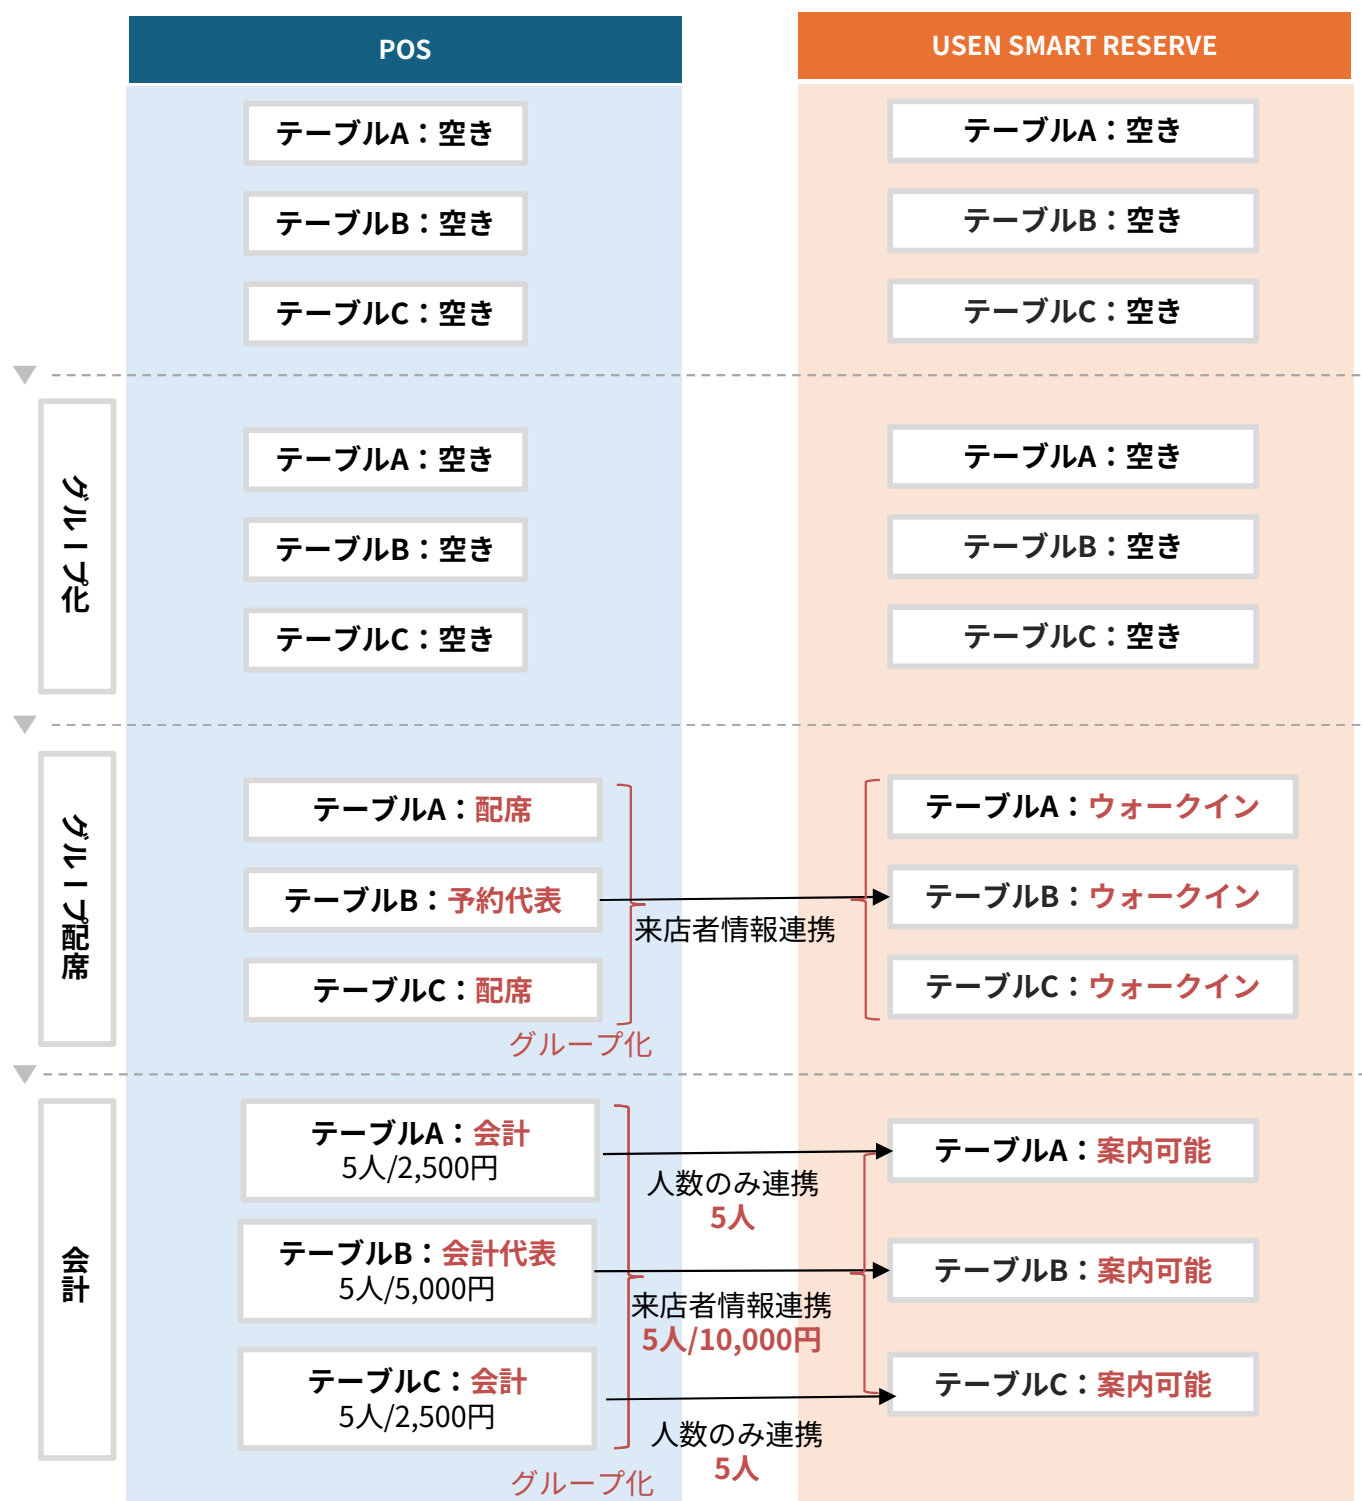 POS
USEN SMART RESERVE
テーブルA：空き
テーブルA：空き
テーブルB：空き
テーブルB：空き
テーブルC：空き
テーブルC：空き
グループ化
テーブルA：空き
テーブルA：空き
テーブルB：空き
テーブルB：空き
テーブルC：空き
テーブルC：空き
グループ配席
テーブルA：配席
テーブルA：ウォークイン
テーブルB：予約代表
テーブルB：ウォークイン
来店者情報連携
テーブルC：配席
テーブルC：ウォークイン
グループ化
会計
テーブルA：会計
5人/2,500円
テーブルA：案内可能
人数のみ連携
5人
テーブルB：会計代表
5人/5,000円
テーブルB：案内可能
来店者情報連携
5人/10,000円
テーブルC：会計
5人/2,500円
テーブルC：案内可能
人数のみ連携
5人
グループ化